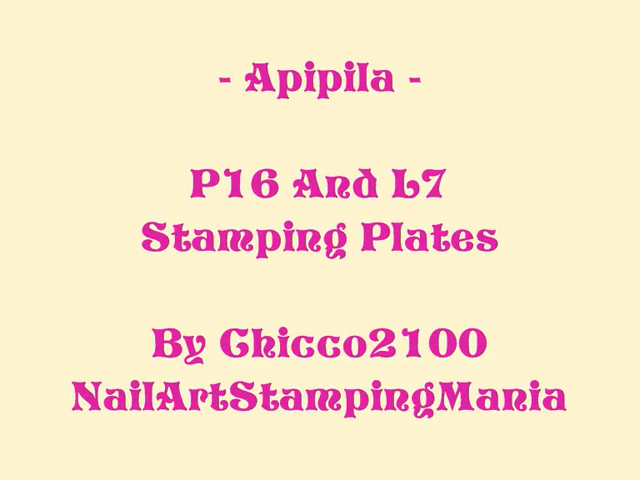 - Apipila -
P16 And L7
Stamping Plates
By Chicco2100
NailArtStampingMania